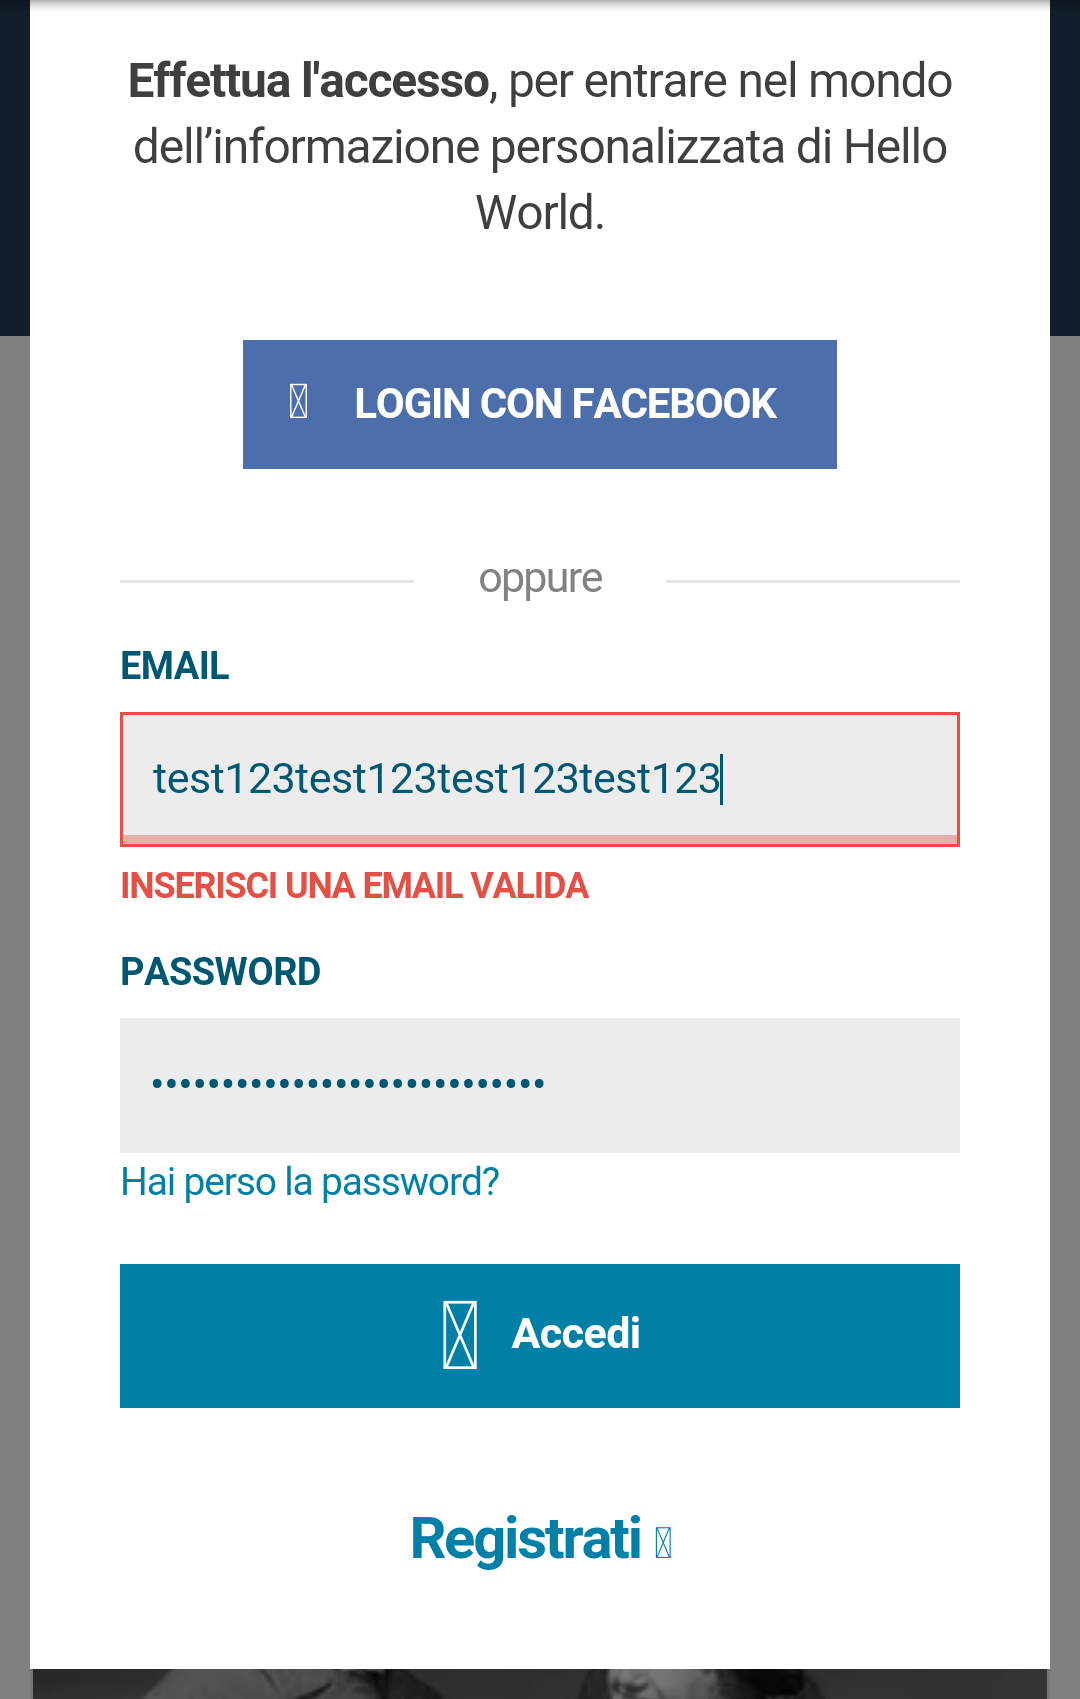 Effettua l'accesso, per entrare nel mondo
dell’informazione personalizzata di Hello
World.
LOGIN CON FACEBOOK
oppure
EMAIL
test123test123test123test123
INSERISCI UNA EMAIL VALIDA
PASSWORD
••••••••••••••••••••••••••••
Hai perso la password?
Accedi
Registrati